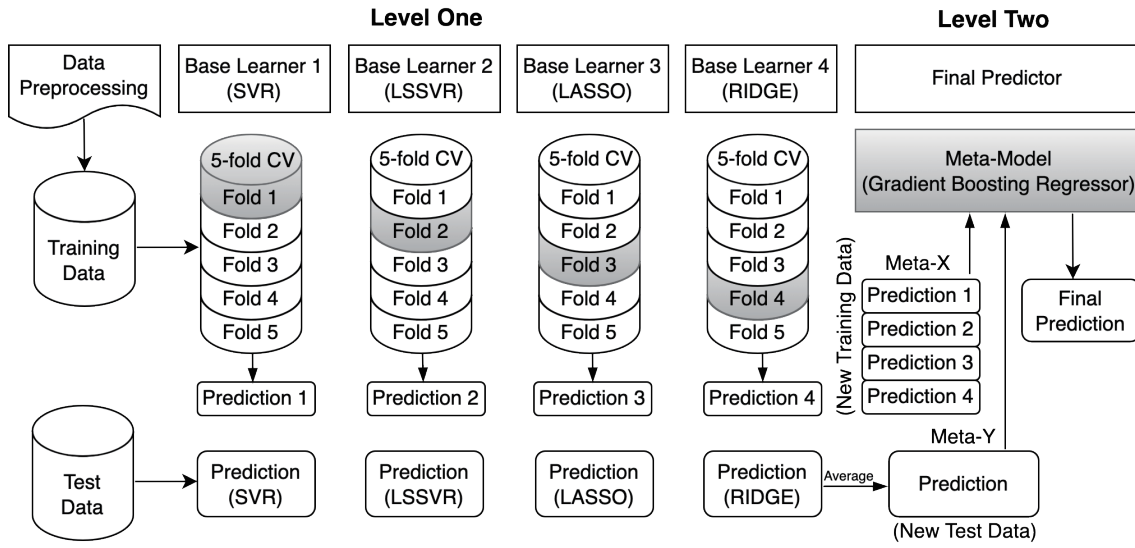 Level One
Level Two
Data
Preprocessing
Base Learner 1
(SVR)
Base Learner 2
(LSSVR)
Base Learner 3
(LASSO)
Base Learner 4
(RIDGE)
Final Predictor
Training
Data
5-fold CV
Fold 1
Fold 2
Fold 3
Fold 4
Fold 5
Prediction 1
5-fold CV
Fold 1
Fold 2
Fold 3
Fold 4
Fold 5
Prediction 2
5-fold CV
Fold 1
Fold 2
Fold 3
Fold 4
Fold 5
Prediction 3
5-fold CV
Fold 1
Fold 2
Fold 3
Fold 4
Fold 5
Prediction 4
Meta-Model
(Gradient Boosting Regressor)
Meta-X
(New Training Data)
Prediction 1
Prediction 2
Prediction 3
Prediction 4
Final
Prediction
Test
Data
Prediction
(SVR)
Prediction
(LSSVR)
Prediction
(LASSO)
Prediction
(RIDGE)
Average
Meta-Y
Prediction
(New Test Data)